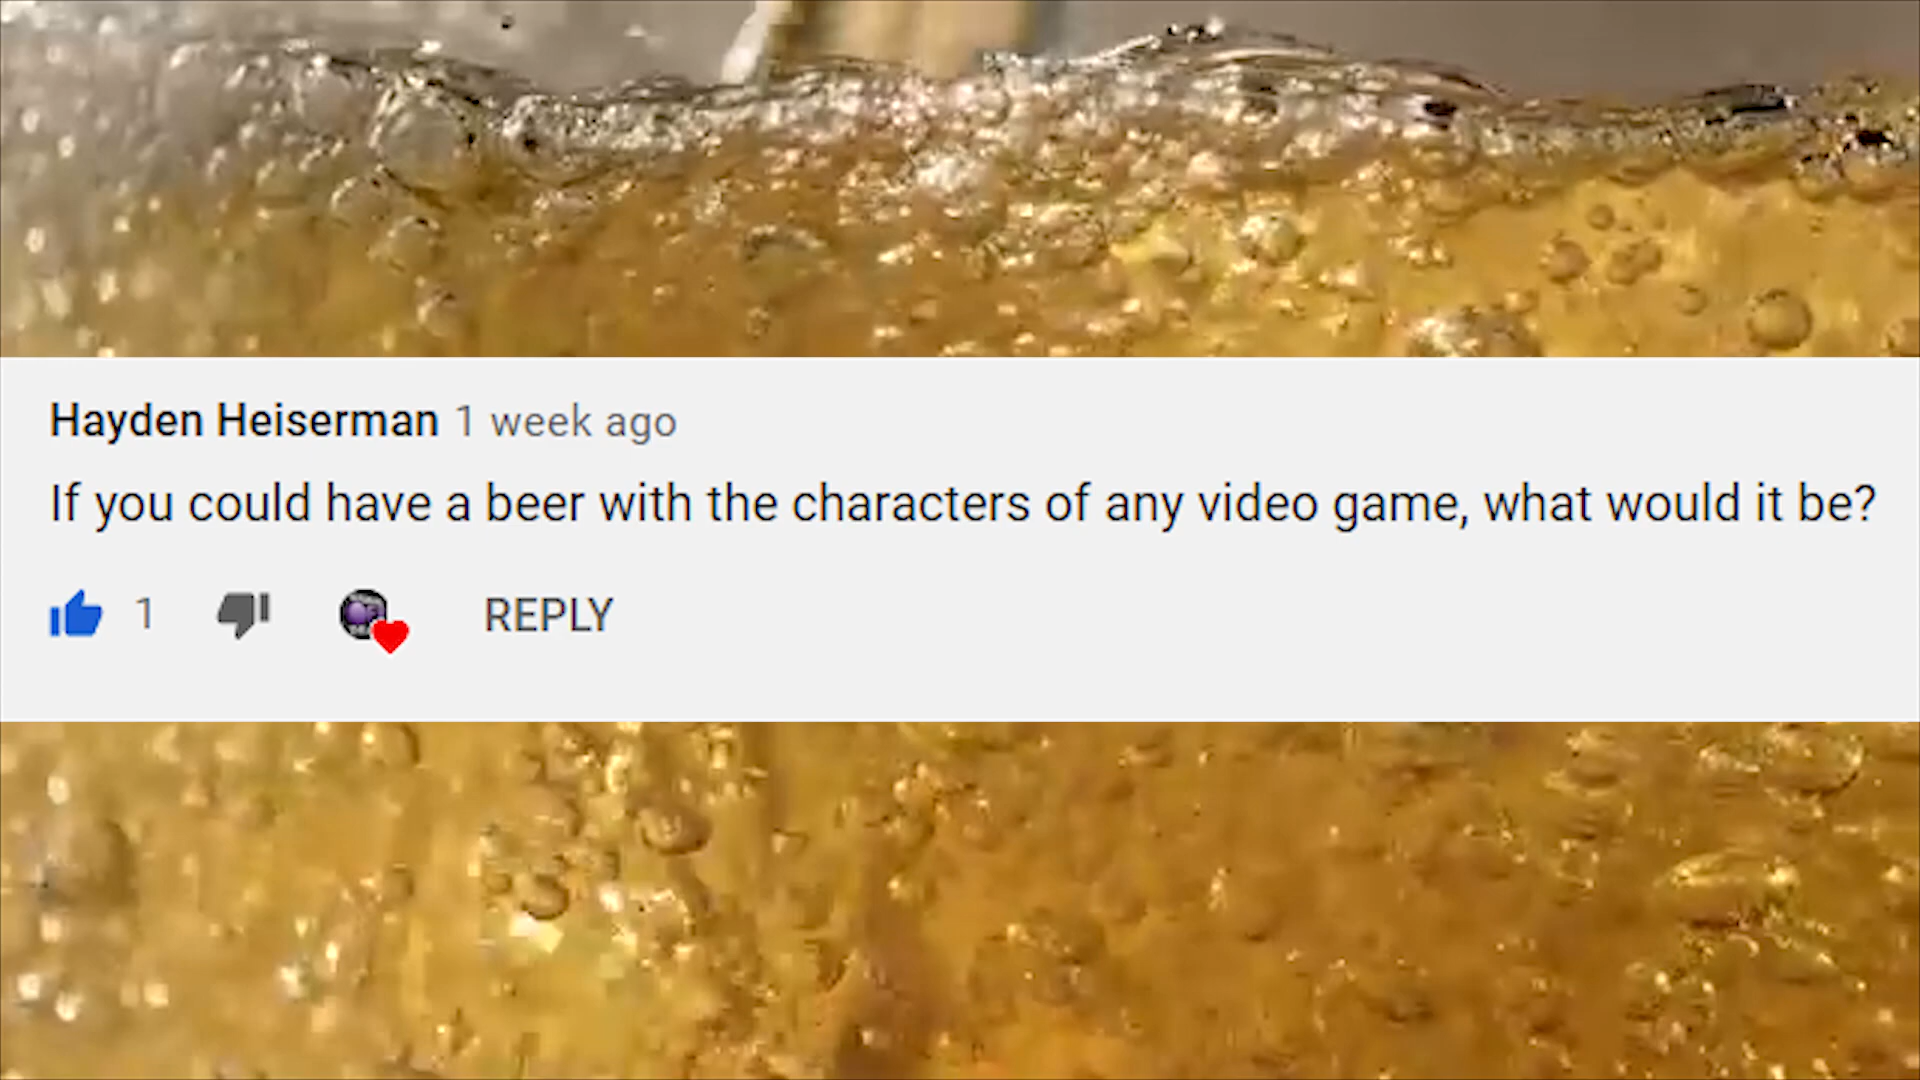 Hayden Heiserman 1 week ago
If you could have a beer with the characters of any video game, what would it be?
1 REPLY